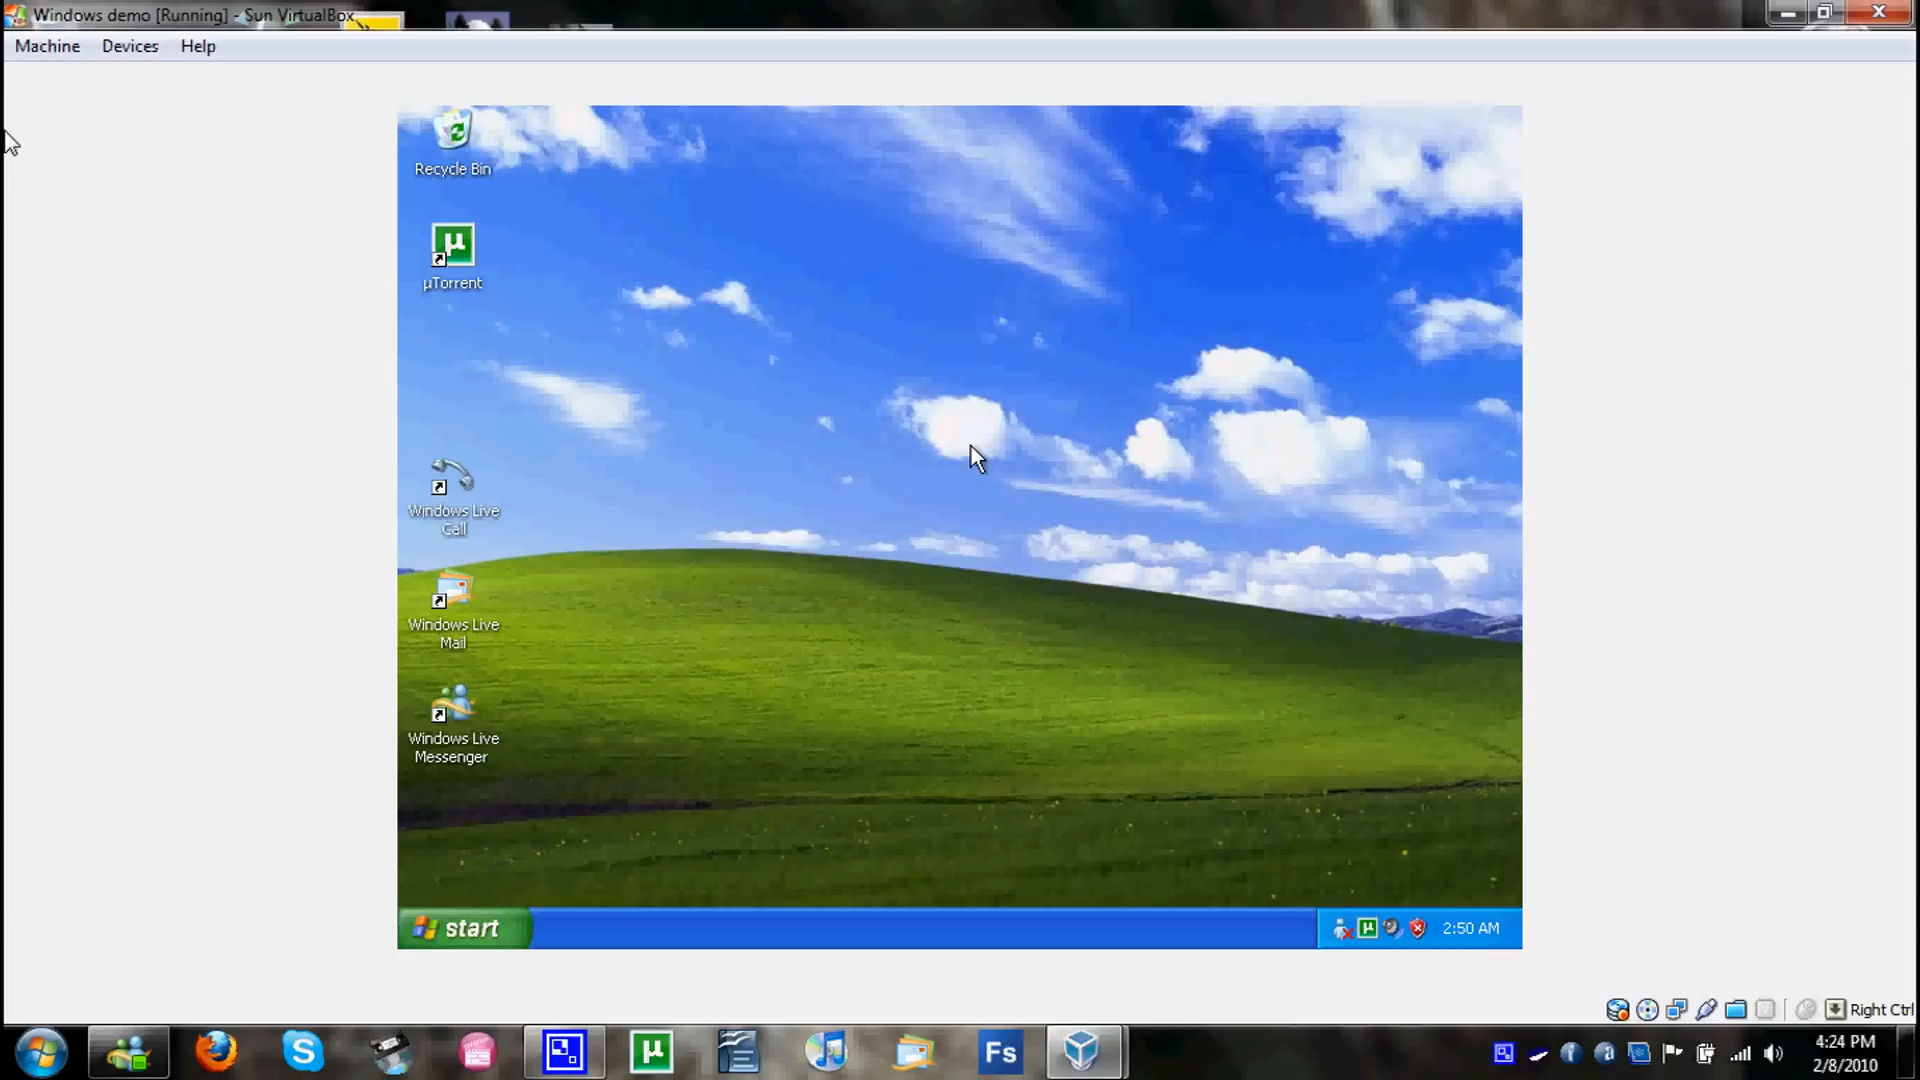 Windows demo [Running] - Sun VirtualBox
Machine Devices Help
Recycle Bin
µ
µTorrent
Windows Live
Call
Windows Live
Mail
Windows Live
Messenger
start
µ
2:50 AM
Right Ctrl
S
µ
Fs
4:24 PM
2/8/2010